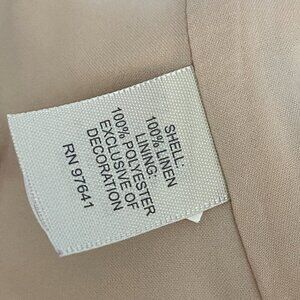 SHELL:
100% LINEN
LINING:
100% POLYESTER
EXCLUSIVE OF
DECORATION
RN 97641